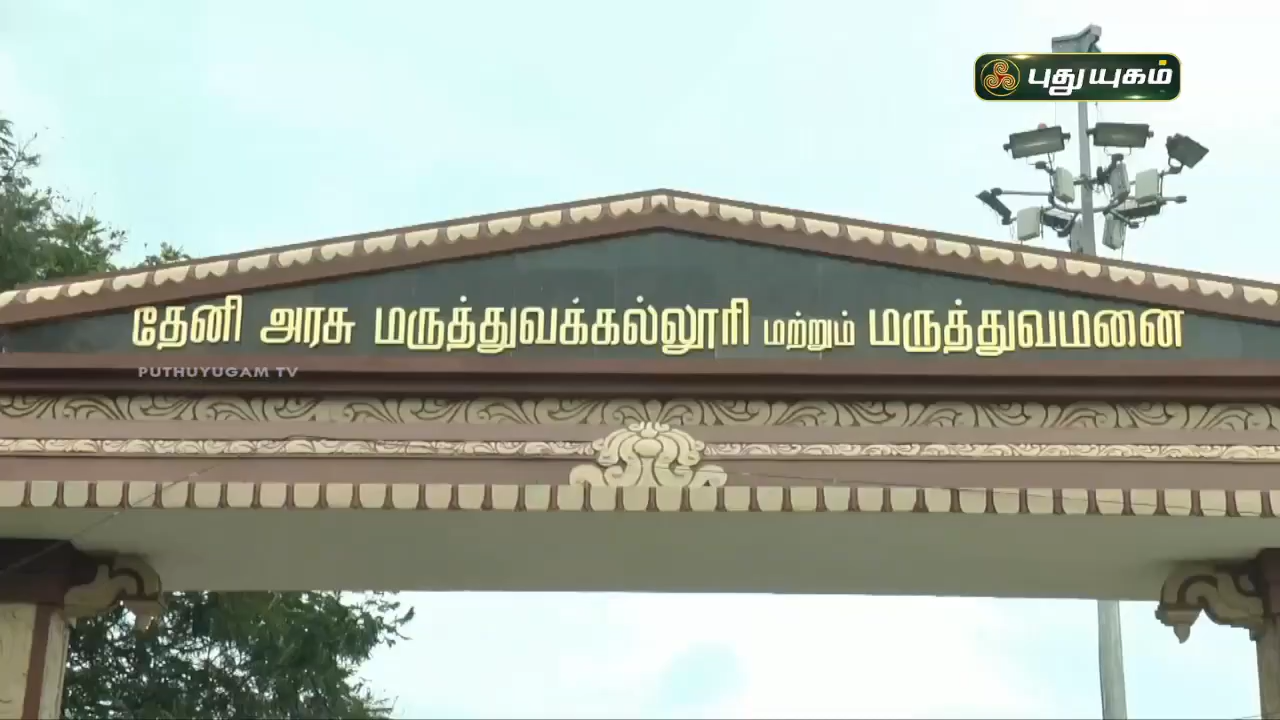 புதுயுகம்
தேனி அரசு மருத்துவக்கல்லூரி மற்றும் மருத்துவமனை
PUTHUYUGAM TV